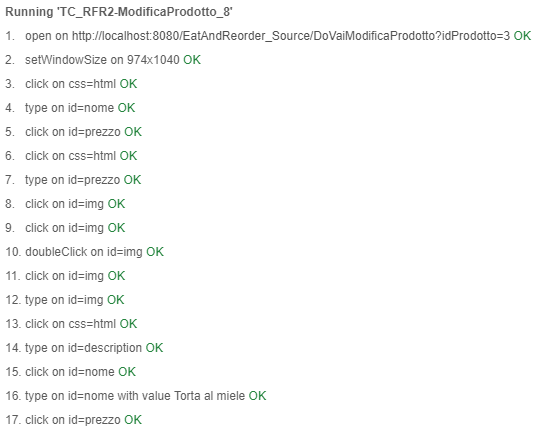 Running 'TC_RFR2-ModificaProdotto_8'
1. open on http://localhost:8080/EatAndReorder_Source/DoVaiModificaProdotto?idProdotto=3 OK
2. setWindowSize on 974x1040 OK
3. click on css=html OK
4. type on id=nome OK
5. click on id=prezzo OK
6. click on css=html OK
7. type on id=prezzo OK
8. click on id=img OK
9. click on id=img OK
10. doubleClick on id=img OK
11. click on id=img OK
12. type on id=img OK
13. click on css=html OK
14. type on id=description OK
15. click on id=nome OK
16. type on id=nome with value Torta al miele OK
17. click on id=prezzo OK